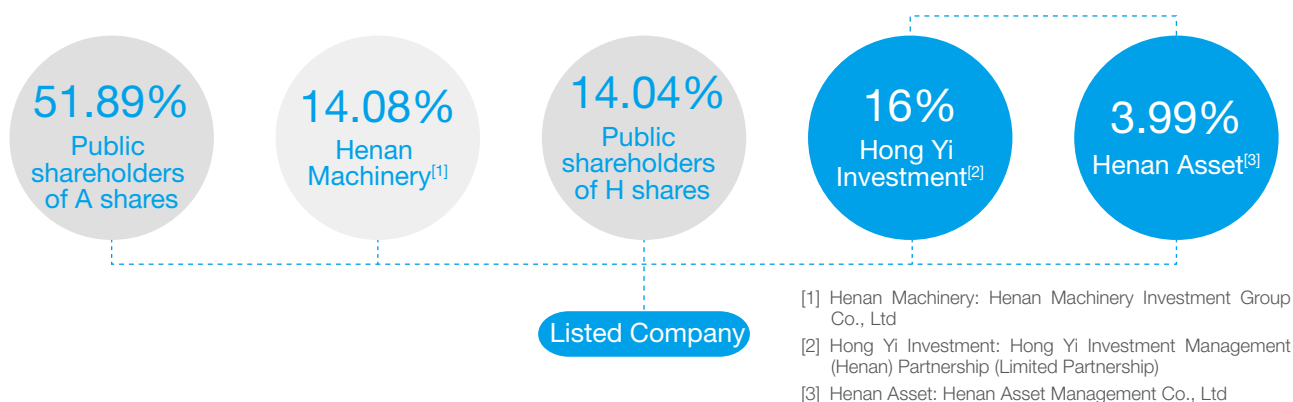 51.89%
Public
shareholders
of A shares
14.08%
Henan
Machinery[1]
14.04%
Public
shareholders
of H shares
16%
Hong Yi
Investment[2]
3.99%
Henan Asset[3]
Listed Company
[1] Henan Machinery: Henan Machinery Investment Group
Co., Ltd
[2] Hong Yi Investment: Hong Yi Investment Management
(Henan) Partnership (Limited Partnership)
[3] Henan Asset: Henan Asset Management Co., Ltd